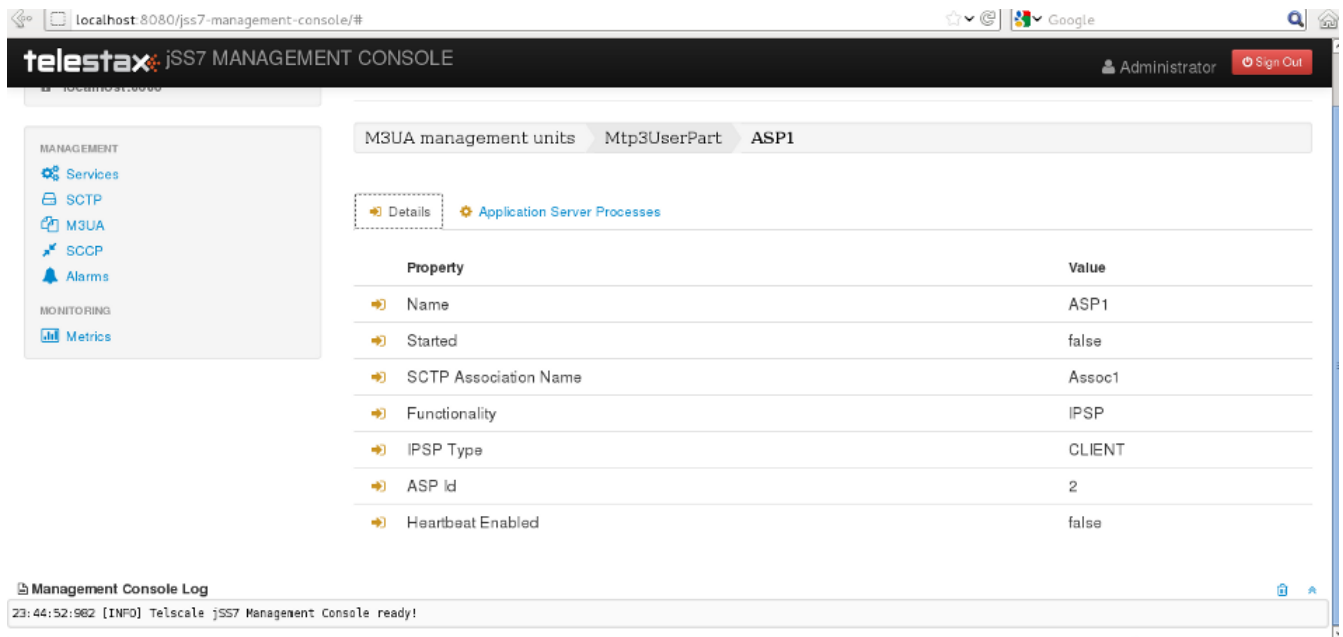 localhost:8080/jss7-management-console/#
Google
telestax jSS7 MANAGEMENT CONSOLE
Administrator
Sign Out
M3UA management units Mtp3UserPart ASP1
MANAGEMENT
Services
SCTP
M3UA
SCCP
Alarms
MONITORING
Metrics
Details Application Server Processes
Property Value
Name ASP1
Started false
SCTP Association Name Assoc1
Functionality IPSP
IPSP Type CLIENT
ASP Id 2
Heartbeat Enabled false
Management Console Log
23:44:52:982 [INFO] Telscale jSS7 Management Console ready!